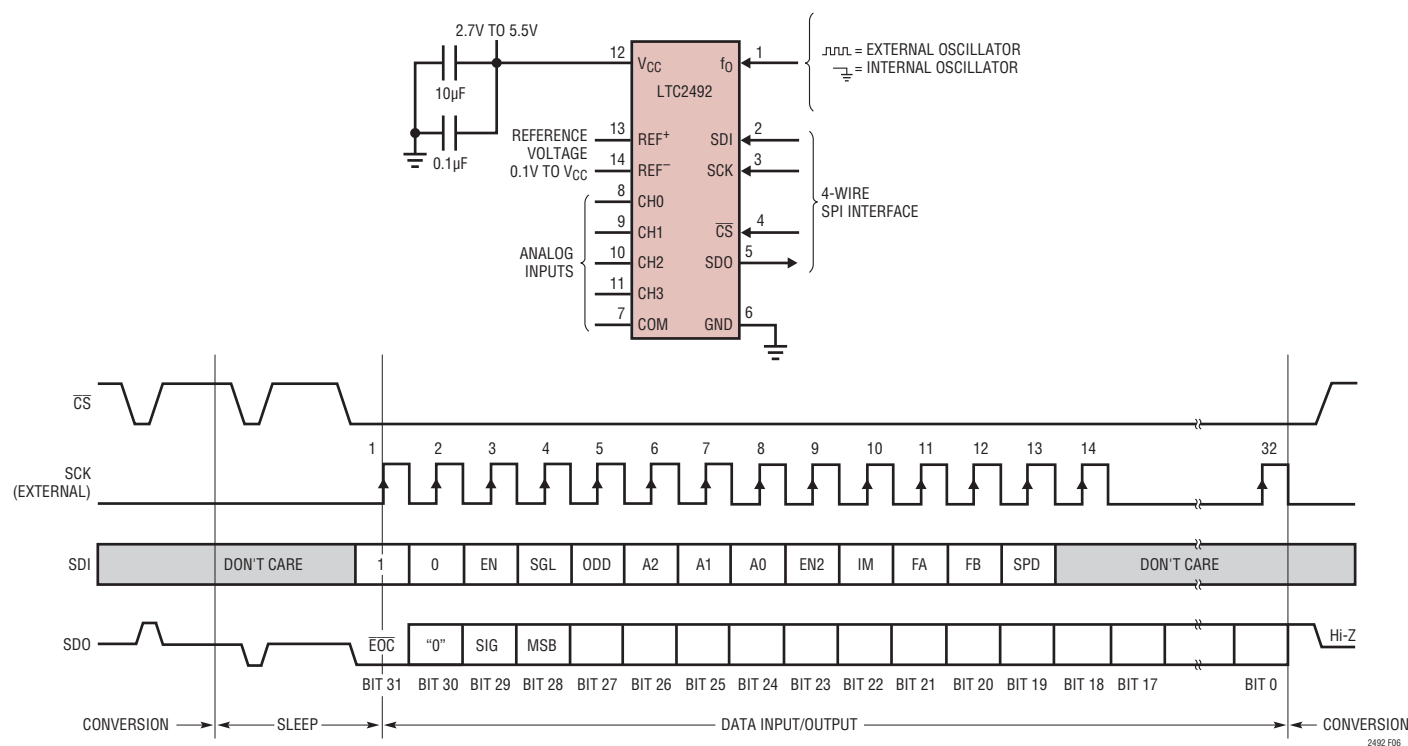 2.7V TO 5.5V
10µF
0.1µF
12
VCC
LTC2492
fO
1
= EXTERNAL OSCILLATOR
= INTERNAL OSCILLATOR
REFERENCE
VOLTAGE
0.1V TO VCC
13
REF+
14
REF−
SDI
2
SCK
3
CS
4
SDO
5
4-WIRE
SPI INTERFACE
ANALOG
INPUTS
8
CH0
9
CH1
10
CH2
11
CH3
7
COM
GND
6
CS
SCK
(EXTERNAL)
1 2 3 4 5 6 7 8 9 10 11 12 13 14 32
SDI
DON'T CARE 1 0 EN SGL ODD A2 A1 A0 EN2 IM FA FB SPD DON'T CARE
SDO
EOC “0” SIG MSB Hi-Z
BIT 31 BIT 30 BIT 29 BIT 28 BIT 27 BIT 26 BIT 25 BIT 24 BIT 23 BIT 22 BIT 21 BIT 20 BIT 19 BIT 18 BIT 17 BIT 0
CONVERSION SLEEP DATA INPUT/OUTPUT CONVERSION
2492 F06